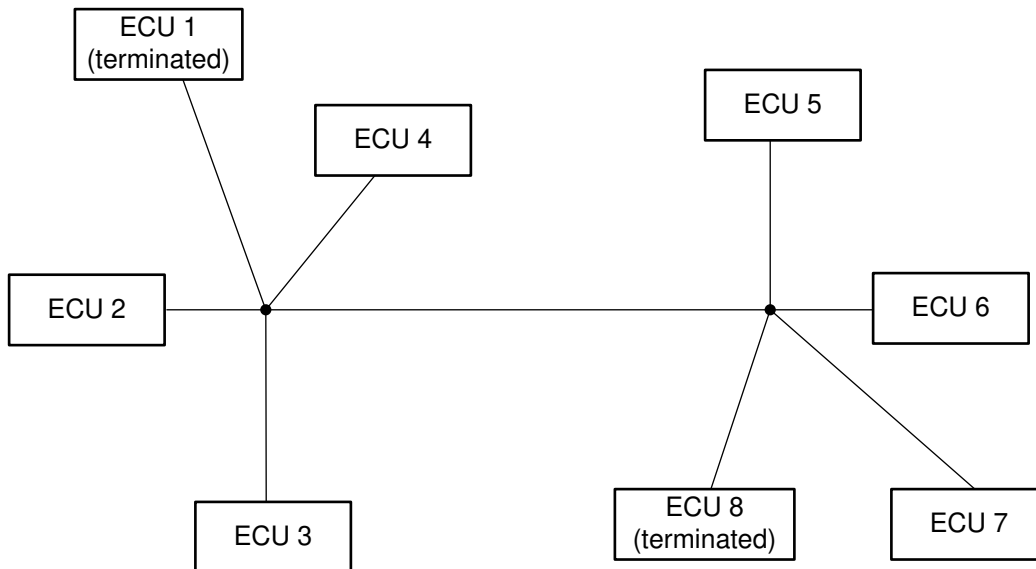 ECU 1
(terminated)
ECU 4
ECU 5
ECU 2
ECU 6
ECU 3
ECU 8
(terminated)
ECU 7